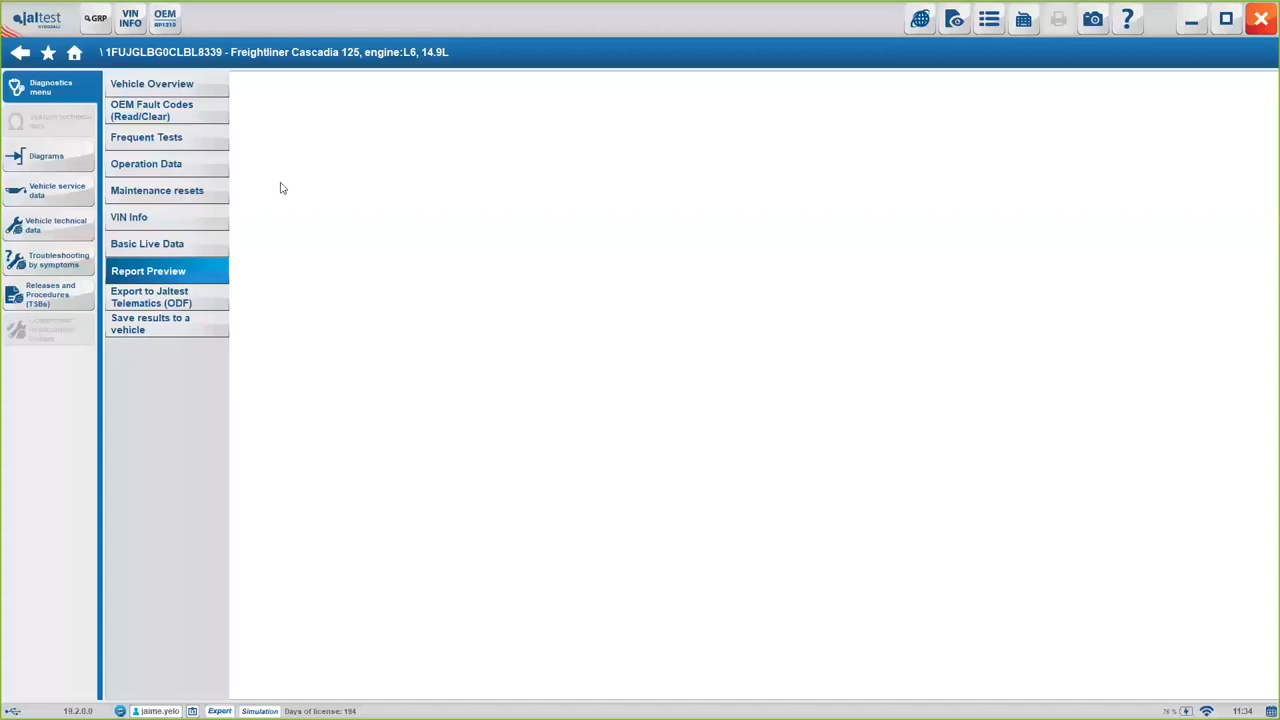 jaltest
GRP
VIN
INFO
OEM
RP1210
?
\ 1FUJGLBG0CLBL8339 - Freightliner Cascadia 125, engine:L6, 14.9L
Diagnostics
menu
Diagrams
Vehicle service
data
Vehicle technical
data
Troubleshooting
by symptoms
Releases and
Procedures
(TSBs)
Vehicle Overview
OEM Fault Codes
(Read/Clear)
Frequent Tests
Operation Data
Maintenance resets
VIN Info
Basic Live Data
Report Preview
Export to Jaltest
Telematics (ODF)
Save results to a
vehicle
19.2.0.0
jaime.yelo
Expert
Simulation
Days of license: 194
76 %
11:34